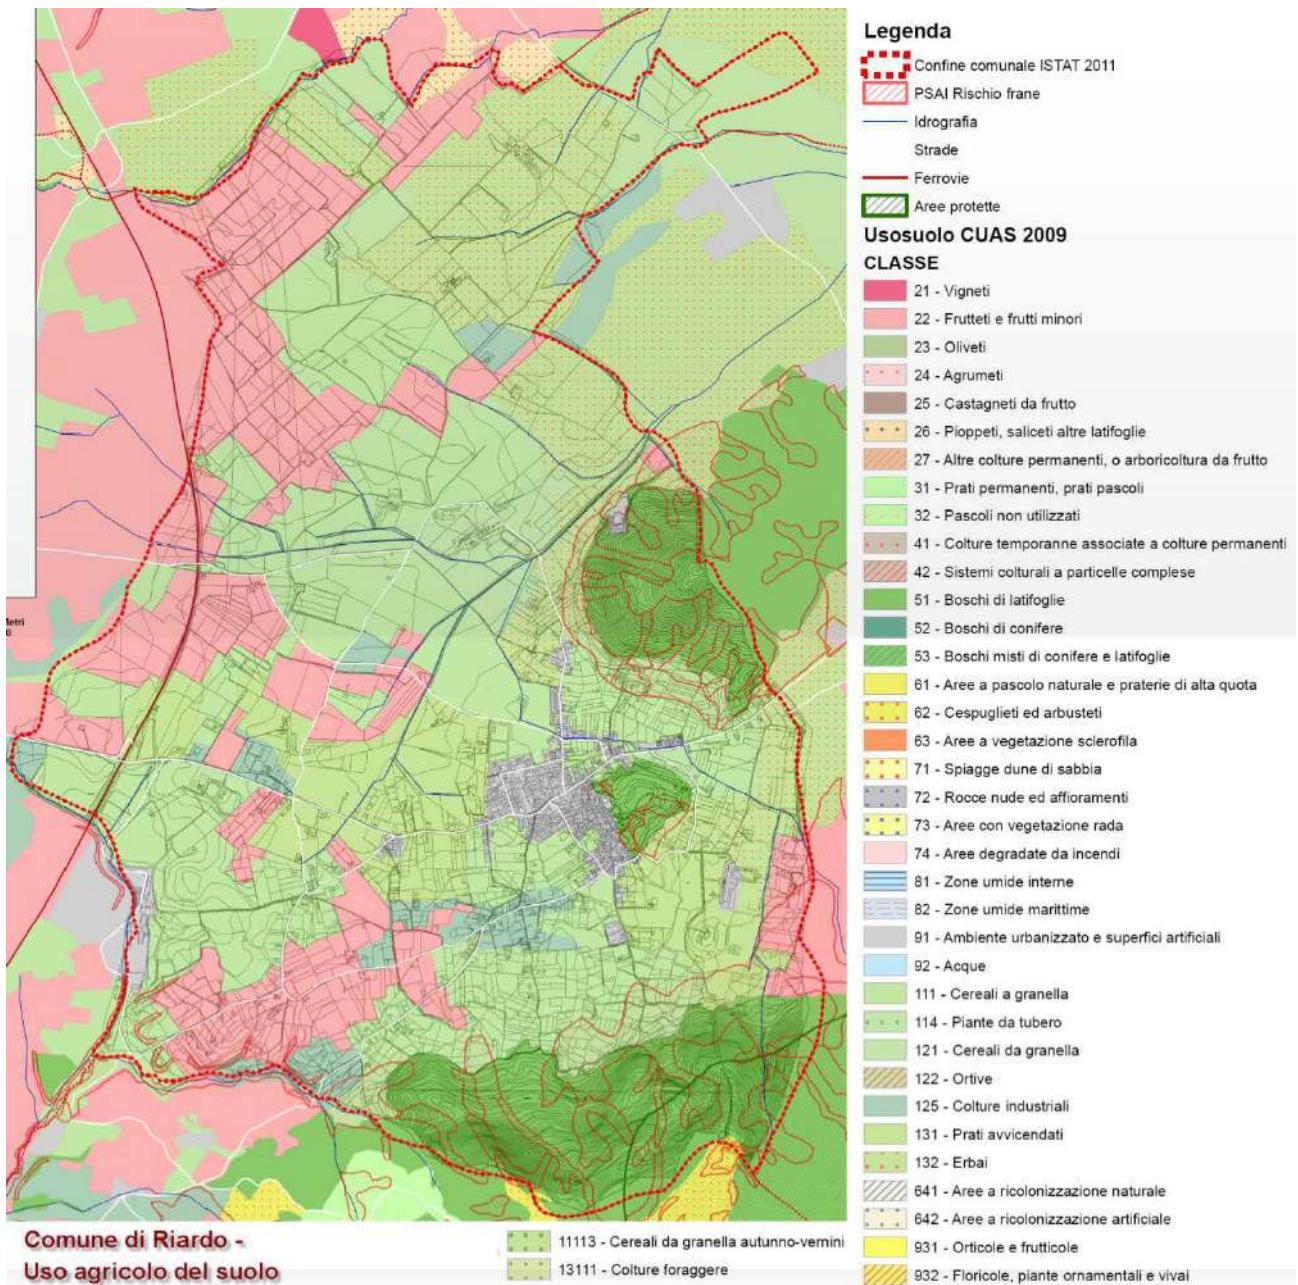 Legenda
Confine comunale ISTAT 2011
PSAI Rischio frane
Idrografia
Strade
Ferrovie
Aree protette
Usosuolo CUAS 2009
CLASSE
21 - Vigneti
22 - Frutteti e frutti minori
23 - Oliveti
24 - Agrumeti
25 - Castagneti da frutto
26 - Pioppeti, saliceti altre latifoglie
27 - Altre colture permanenti, o arboricoltura da frutto
31 - Prati permanenti, prati pascoli
32 - Pascoli non utilizzati
41 - Colture temporanne associate a colture permanenti
42 - Sistemi colturali a particelle complese
51 - Boschi di latifoglie
52 - Boschi di conifere
53 - Boschi misti di conifere e latifoglie
61 - Aree a pascolo naturale e praterie di alta quota
62 - Cespuglieti ed arbusteti
63 - Aree a vegetazione sclerofila
71 - Spiagge dune di sabbia
72 - Rocce nude ed affioramenti
73 - Aree con vegetazione rada
74 - Aree degradate da incendi
81 - Zone umide interne
82 - Zone umide marittime
91 - Ambiente urbanizzato e superfici artificiali
92 - Acque
111 - Cereali a granella
114 - Piante da tubero
121 - Cereali da granella
122 - Ortive
125 - Colture industriali
131 - Prati avvicendati
132 - Erbai
641 - Aree a ricolonizzazione naturale
642 - Aree a ricolonizzazione artificiale
931 - Orticole e frutticole
932 - Floricole, piante ornamentali e vivai
11113 - Cereali da granella autunno-vernini
13111 - Colture foraggere
Comune di Riardo -
Uso agricolo del suolo